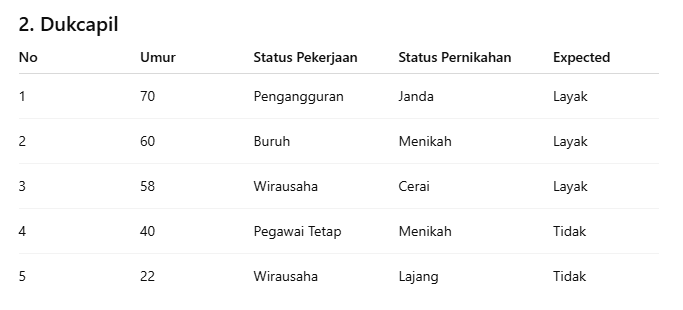 2. Dukcapil
No Umur Status Pekerjaan Status Pernikahan Expected
1 70 Pengangguran Janda Layak
2 60 Buruh Menikah Layak
3 58 Wirausaha Cerai Layak
4 40 Pegawai Tetap Menikah Tidak
5 22 Wirausaha Lajang Tidak